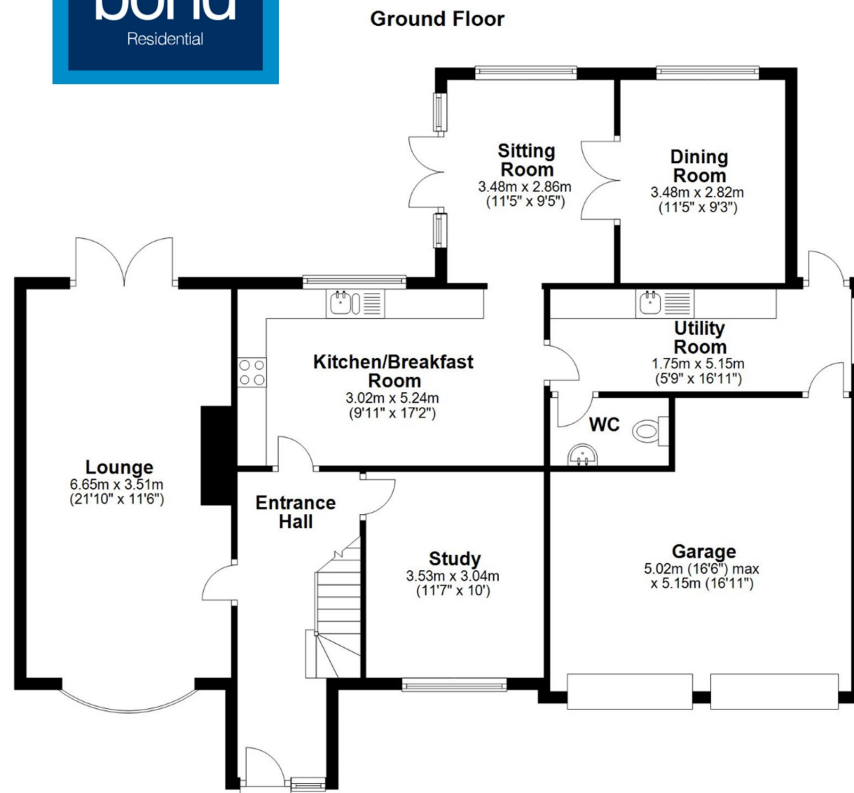 bond
Residential
Ground Floor
Sitting
Room
3.48m x 2.86m
(11'5" x 9'5")
Dining
Room
3.48m x 2.82m
(11'5" x 9'3")
Kitchen/Breakfast
Room
3.02m x 5.24m
(9'11" x 17'2")
Utility
Room
1.75m x 5.15m
(5'9" x 16'11")
WC
Lounge
6.65m x 3.51m
(21'10" x 11'6")
Entrance
Hall
Study
3.53m x 3.04m
(11'7" x 10')
Garage
5.02m (16'6") max
x 5.15m (16'11")